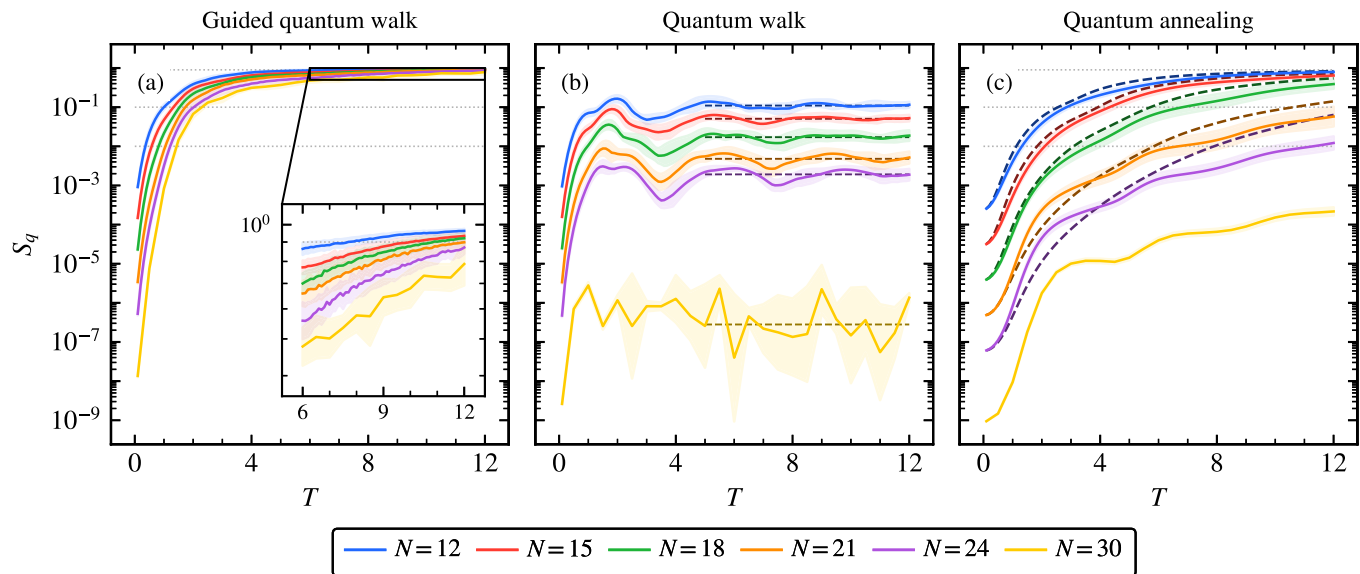 Guided quantum walk
Quantum walk
Quantum annealing
(a)
(b)
(c)
S_q
10^{-1}
10^{-3}
10^{-5}
10^{-7}
10^{-9}
10^0
6 9 12
0 4 8 12
0 4 8 12
0 4 8 12
T
T
T
N=12 N=15 N=18 N=21 N=24 N=30